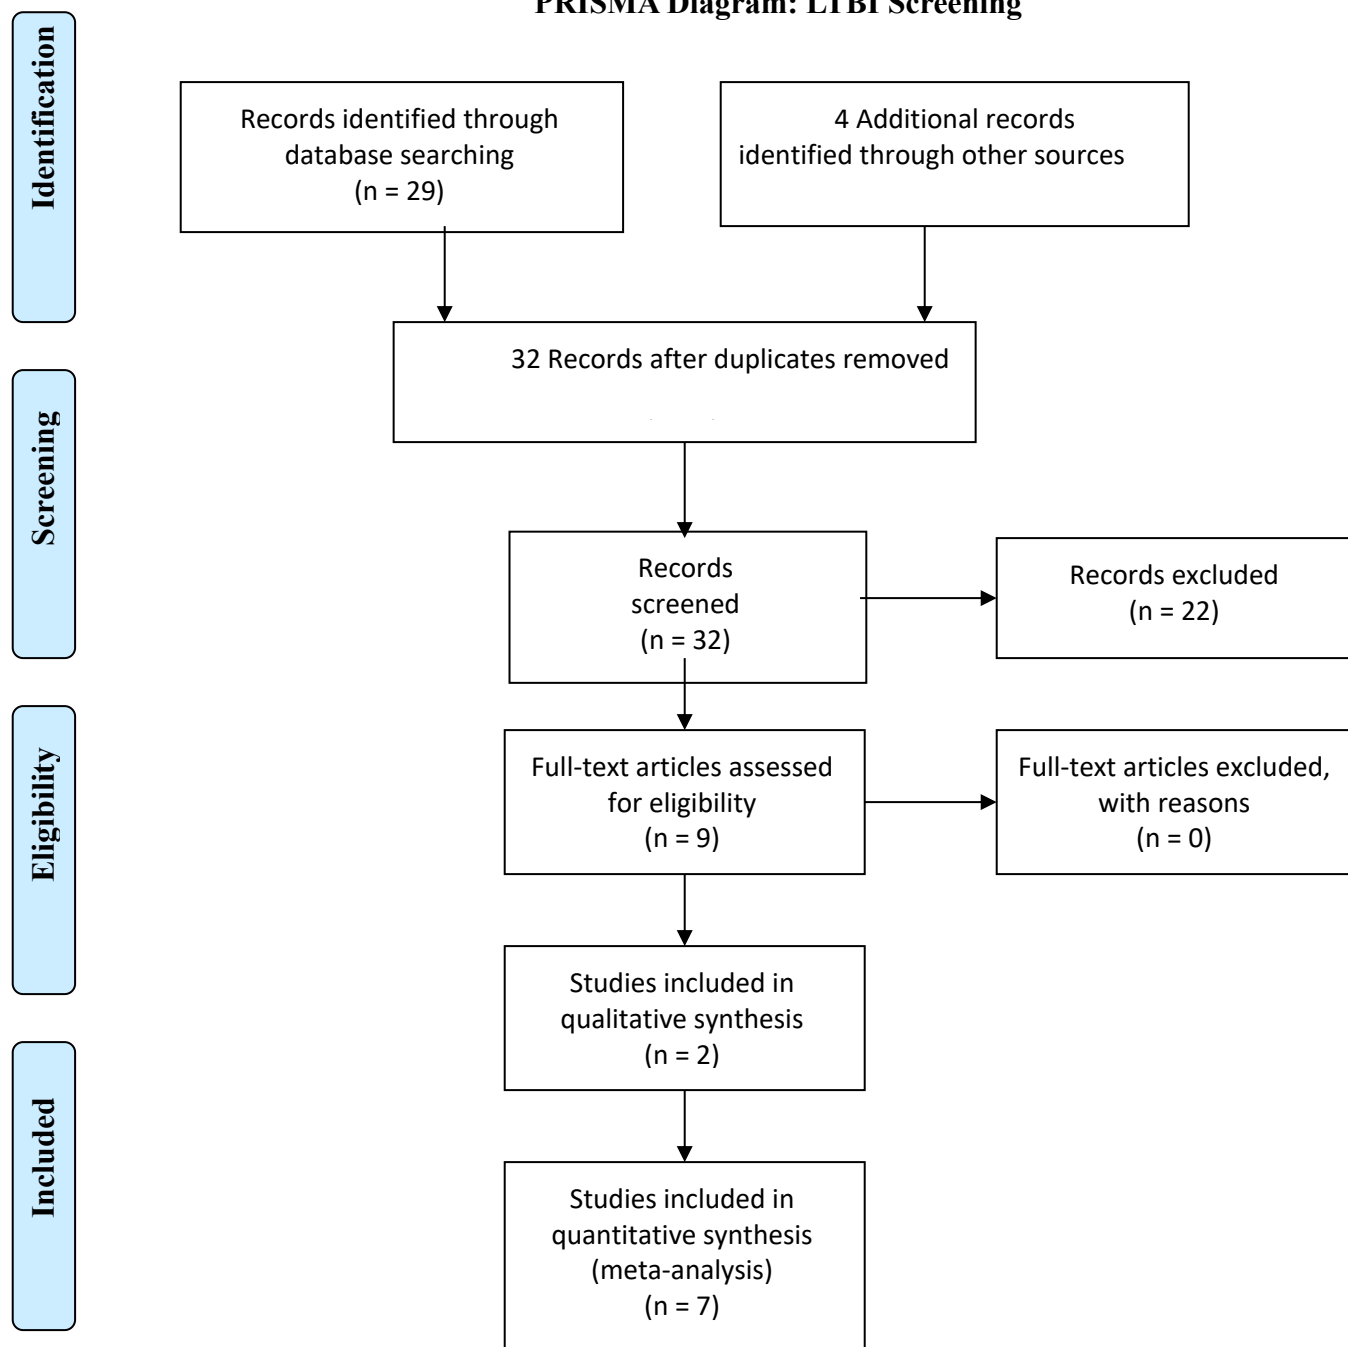 PRISMA Diagram: LTBI Screening
Identification
Records identified through
database searching
(n = 29)
4 Additional records
identified through other sources
32 Records after duplicates removed
Screening
Records
screened
(n = 32)
Records excluded
(n = 22)
Eligibility
Full-text articles assessed
for eligibility
(n = 9)
Full-text articles excluded,
with reasons
(n = 0)
Studies included in
qualitative synthesis
(n = 2)
Included
Studies included in
quantitative synthesis
(meta-analysis)
(n = 7)